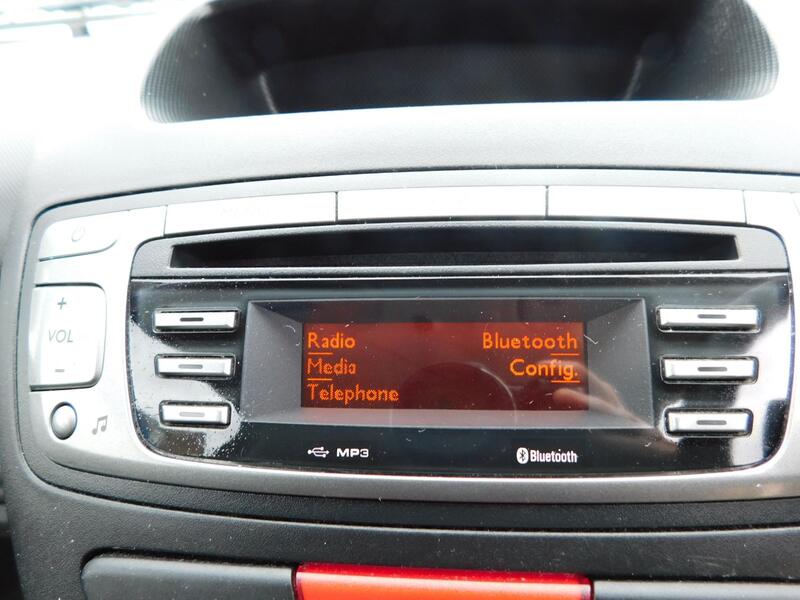 +
VOL
-
Radio Bluetooth
Media Config.
Telephone
MP3 Bluetooth